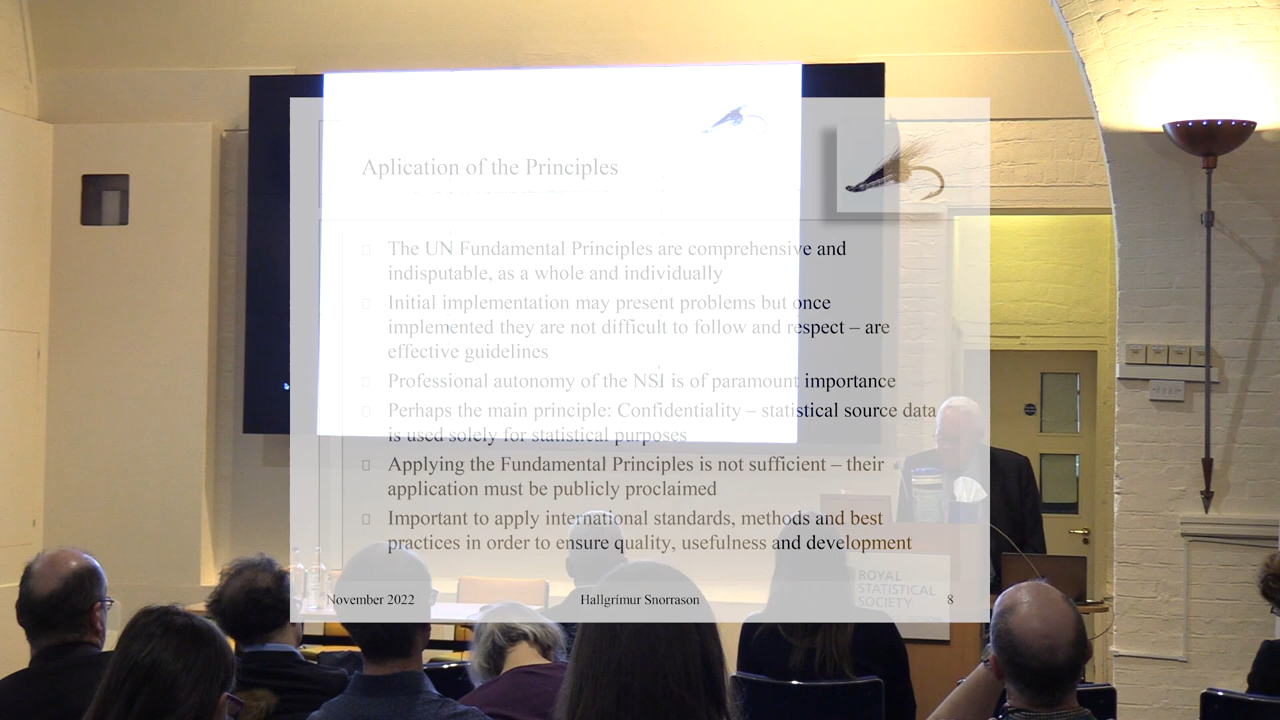 Aplication of the Principles
The UN Fundamental Principles are comprehensive and
indisputable, as a whole and individually
Initial implementation may present problems but once
implemented they are not difficult to follow and respect – are
effective guidelines
Professional autonomy of the NSI is of paramount importance
Perhaps the main principle: Confidentiality – statistical source data
is used solely for statistical purposes
Applying the Fundamental Principles is not sufficient – their
application must be publicly proclaimed
Important to apply international standards, methods and best
practices in order to ensure quality, usefulness and development
November 2022
Hallgrímur Snorrason
8
ROYAL
STATISTICAL
SOCIETY